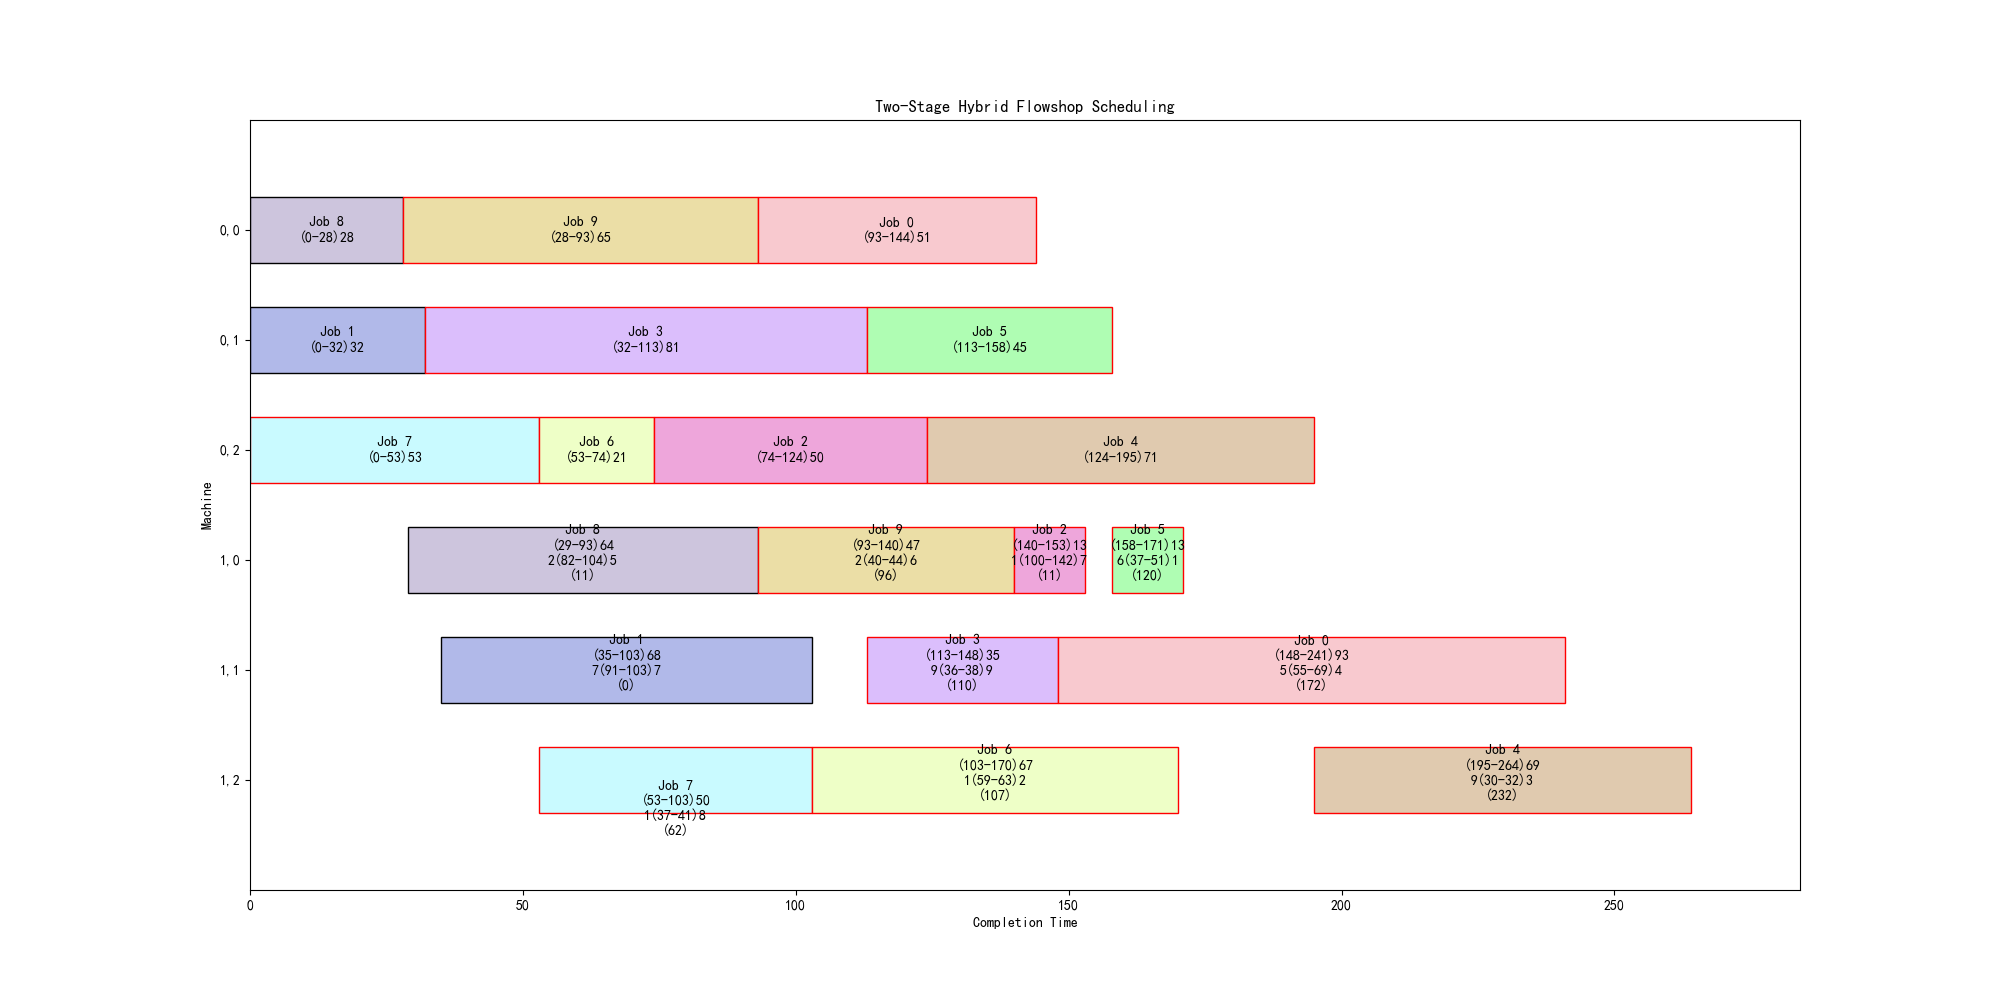 Two-Stage Hybrid Flowshop Scheduling
Machine
0,0
Job 8
(0-28)28
Job 9
(28-93)65
Job 0
(93-144)51
0,1
Job 1
(0-32)32
Job 3
(32-113)81
Job 5
(113-158)45
0,2
Job 7
(0-53)53
Job 6
(53-74)21
Job 2
(74-124)50
Job 4
(124-195)71
1,0
Job 8
(29-93)64
2(82-104)5
(11)
Job 9
(93-140)47
2(40-44)6
(96)
Job 2
(140-153)13
1(100-142)7
(11)
Job 5
(158-171)13
6(37-51)1
(120)
1,1
Job 1
(35-103)68
7(91-103)7
(0)
Job 3
(113-148)35
9(36-38)9
(110)
Job 0
(148-241)93
5(55-69)4
(172)
1,2
Job 7
(53-103)50
1(37-41)8
(62)
Job 6
(103-170)67
1(59-63)2
(107)
Job 4
(195-264)69
9(30-32)3
(232)
0
50
100
150
200
250
Completion Time